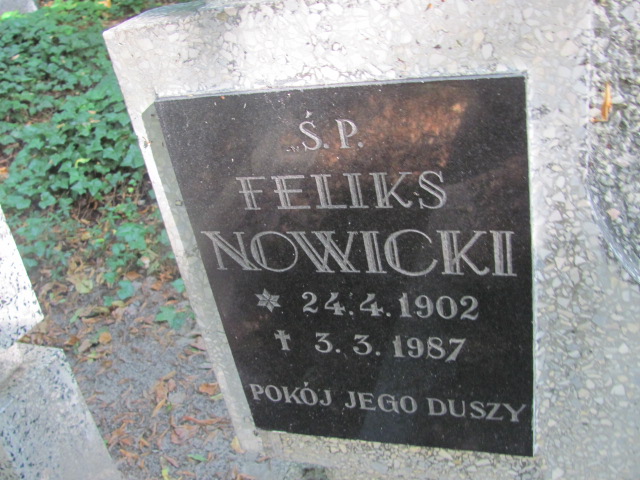 Ś.P.
FELIKS
NOWICKI
* 24.4.1902
✝ 3.3.1987
POKÓJ JEGO DUSZY